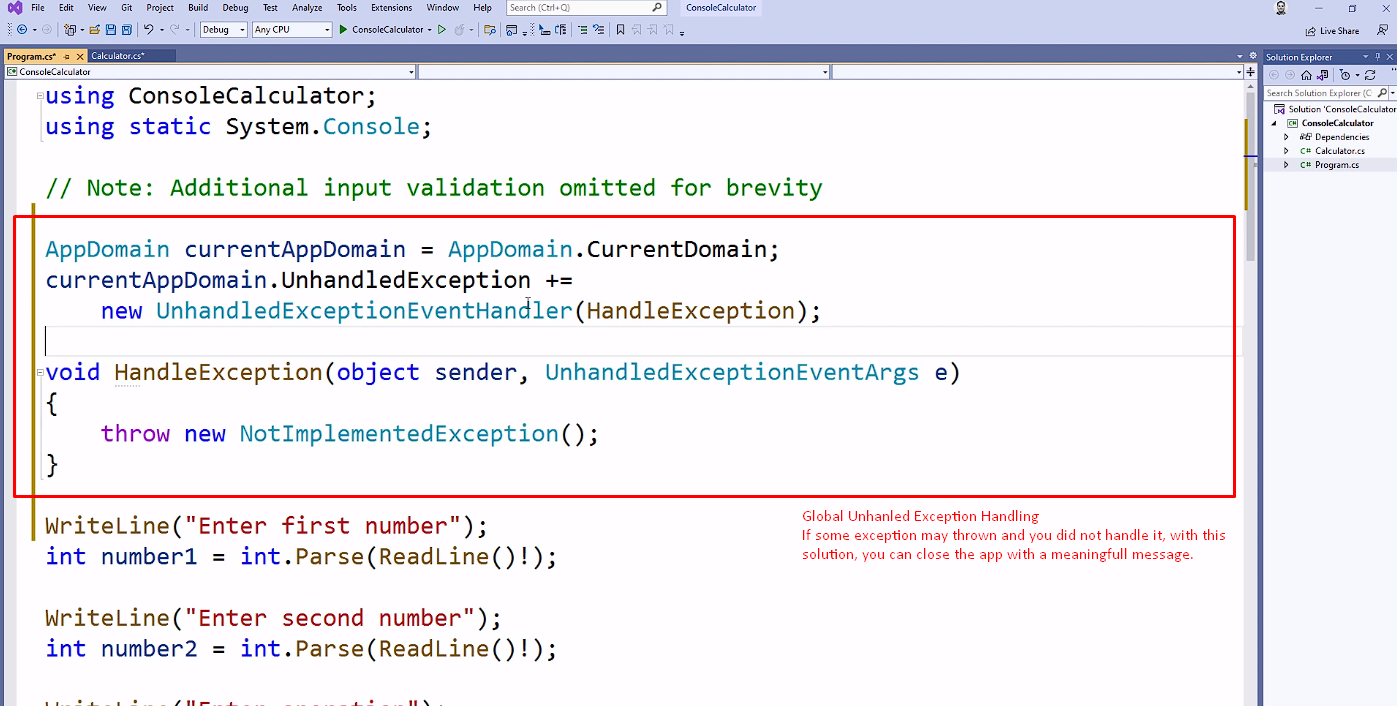 File Edit View Git Project Build Debug Test Analyze Tools Extensions Window Help Search (Ctrl+Q) ConsoleCalculator
Debug Any CPU ConsoleCalculator Live Share
Program.cs* Calculator.cs*
ConsoleCalculator
using ConsoleCalculator;
using static System.Console;
// Note: Additional input validation omitted for brevity
AppDomain currentAppDomain = AppDomain.CurrentDomain;
currentAppDomain.UnhandledException +=
new UnhandledExceptionEventHandler(HandleException);
void HandleException(object sender, UnhandledExceptionEventArgs e)
{
throw new NotImplementedException();
}
WriteLine("Enter first number");
int number1 = int.Parse(ReadLine()!);
WriteLine("Enter second number");
int number2 = int.Parse(ReadLine()!);
WriteLine("Enter operation");
Global Unhanled Exception Handling
If some exception may thrown and you did not handle it, with this
solution, you can close the app with a meaningfull message.
Solution Explorer
Search Solution Explorer (C
Solution 'ConsoleCalculator
ConsoleCalculator
Dependencies
C# Calculator.cs
C# Program.cs